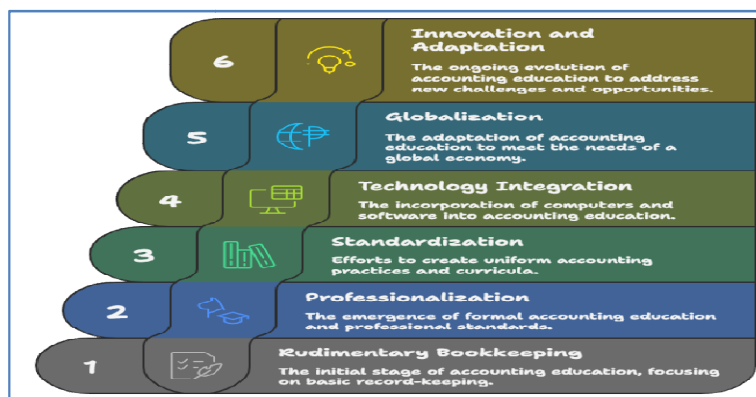 6
Innovation and
Adaptation
The ongoing evolution of
accounting education to address
new challenges and opportunities.
5
Globalization
The adaptation of accounting
education to meet the needs of a
global economy.
4
Technology Integration
The incorporation of computers and
software into accounting education.
3
Standardization
Efforts to create uniform accounting
practices and curricula.
2
Professionalization
The emergence of formal accounting education
and professional standards.
1
Rudimentary Bookkeeping
The initial stage of accounting education, focusing
on basic record-keeping.